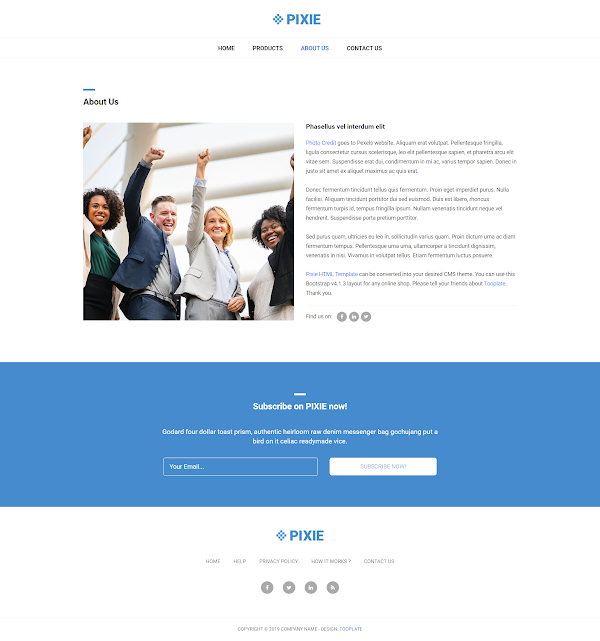 PIXIE
HOME PRODUCTS ABOUT US CONTACT US
About Us
Phasellus vel interdum elit
Photo Credit goes to Pexels website. Aliquam erat volutpat. Pellentesque fringilla,
ligula consectetur cursus scelerisque, leo elit pellentesque sapien, et pharetra arcu elit
vitae sem. Suspendisse erat dui, condimentum in mi ac, varius tempor sapien. Donec in
justo sit amet ex aliquet maximus ac quis erat.
Donec fermentum tincidunt tellus quis fermentum. Proin eget imperdiet purus. Nulla
facilisi. Aliquam tincidunt porttitor dui sed euismod. Duis est libero, rhoncus
fermentum turpis id, tempus fringilla ipsum. Nullam venenatis tincidunt neque vel
hendrerit. Suspendisse porta pretium porttitor.
Sed purus quam, ultricies eu leo in, sollicitudin varius quam. Proin dictum urna ac diam
fermentum tempus. Pellentesque urna urna, ullamcorper a tincidunt dignissim,
venenatis in nisi. Vivamus in volutpat tellus. Etiam fermentum luctus posuere.
Pixie HTML Template can be converted into your desired CMS theme. You can use this
Bootstrap v4.1.3 layout for any online shop. Please tell your friends about Tooplate.
Thank you.
Find us on:
Subscribe on PIXIE now!
Godard four dollar toast prism, authentic heirloom raw denim messenger bag gochujang put a
bird on it celiac readymade vice.
Your Email...
SUBSCRIBE NOW!
PIXIE
HOME HELP PRIVACY POLICY HOW IT WORKS ? CONTACT US
COPYRIGHT © 2019 COMPANY NAME - DESIGN: TOOPLATE